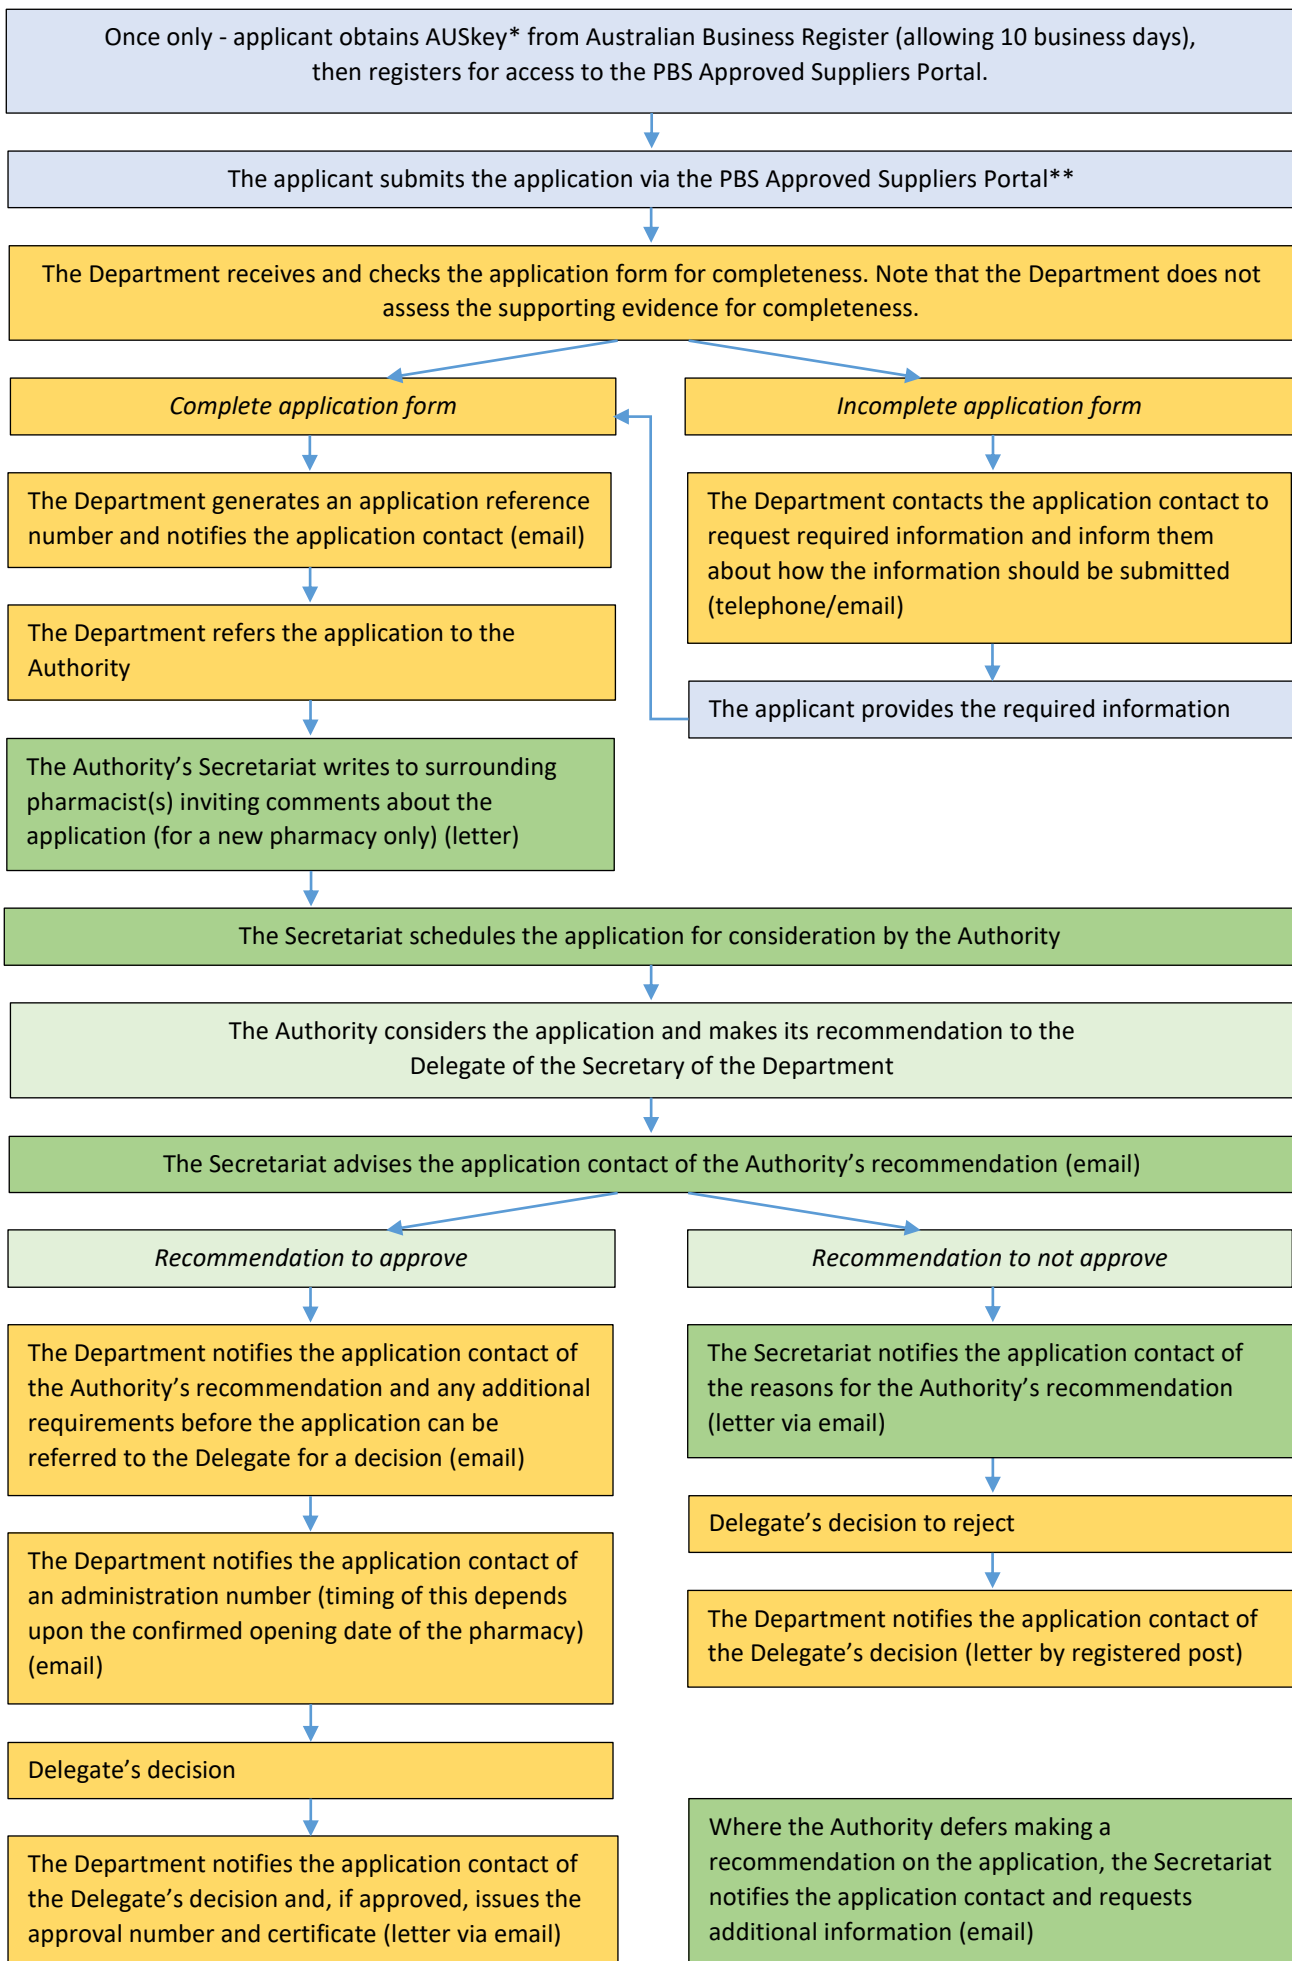 Once only - applicant obtains AUSkey* from Australian Business Register (allowing 10 business days),
then registers for access to the PBS Approved Suppliers Portal.
The applicant submits the application via the PBS Approved Suppliers Portal**
The Department receives and checks the application form for completeness. Note that the Department does not
assess the supporting evidence for completeness.
Complete application form
Incomplete application form
The Department generates an application reference
number and notifies the application contact (email)
The Department contacts the application contact to
request required information and inform them
about how the information should be submitted
(telephone/email)
The Department refers the application to the
Authority
The applicant provides the required information
The Authority’s Secretariat writes to surrounding
pharmacist(s) inviting comments about the
application (for a new pharmacy only) (letter)
The Secretariat schedules the application for consideration by the Authority
The Authority considers the application and makes its recommendation to the
Delegate of the Secretary of the Department
The Secretariat advises the application contact of the Authority’s recommendation (email)
Recommendation to approve
Recommendation to not approve
The Department notifies the application contact of
the Authority’s recommendation and any additional
requirements before the application can be
referred to the Delegate for a decision (email)
The Secretariat notifies the application contact of
the reasons for the Authority’s recommendation
(letter via email)
Delegate’s decision to reject
The Department notifies the application contact of
an administration number (timing of this depends
upon the confirmed opening date of the pharmacy)
(email)
The Department notifies the application contact of
the Delegate’s decision (letter by registered post)
Delegate’s decision
The Department notifies the application contact of
the Delegate’s decision and, if approved, issues the
approval number and certificate (letter via email)
Where the Authority defers making a
recommendation on the application, the Secretariat
notifies the application contact and requests
additional information (email)